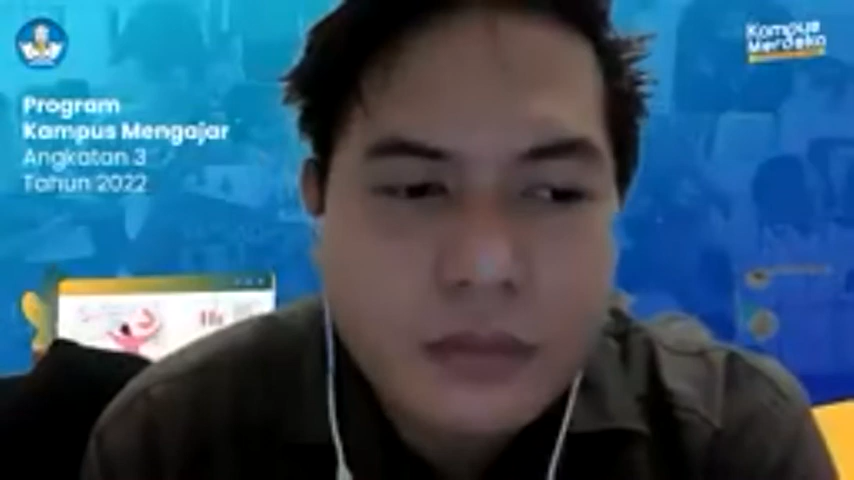 Program
Kampus Mengajar
Angkatan 3
Tahun 2022
Kampus
Merdeka